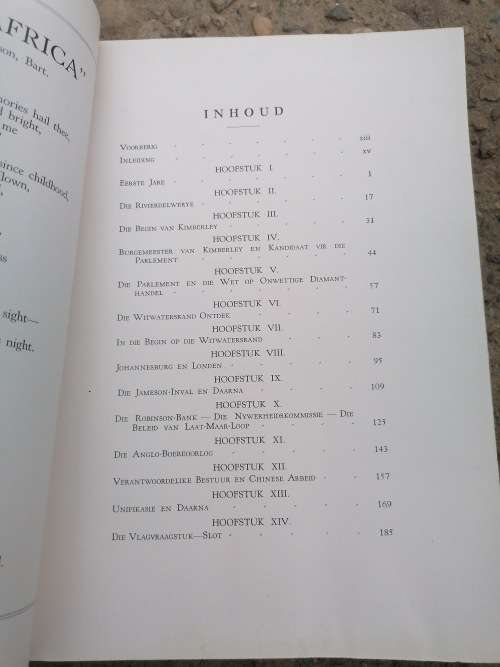 AFRICA"
son, Bart.
ories hail thee,
d bright,
me
since childhood,
flown,
s
sight—
night.
INHOUD
Voorberig xiii
Inleiding xv
HOOFSTUK I.
Eerste Jare 1
HOOFSTUK II.
Die Rivierdelwerye 17
HOOFSTUK III.
Die Begin van Kimberley 31
HOOFSTUK IV.
Burgemeester van Kimberley en Kandidaat vir die
Parlement 44
HOOFSTUK V.
Die Parlement en die Wet op Onwettige Diamant-
handel 57
HOOFSTUK VI.
Die Witwatersrand Ontdek 71
HOOFSTUK VII.
In die Begin op die Witwatersrand 83
HOOFSTUK VIII.
Johannesburg en Londen 95
HOOFSTUK IX.
Die Jameson-Inval en Daarna 109
HOOFSTUK X.
Die Robinson-Bank — Die Nywerheidskommissie — Die
Beleid van Laat-Maar-Loop 125
HOOFSTUK XI.
Die Anglo-Boereoorlog 143
HOOFSTUK XII.
Verantwoordelike Bestuur en Chinese Arbeid 157
HOOFSTUK XIII.
Unifikasie en Daarna 169
HOOFSTUK XIV.
Die Vlagvraagstuk—Slot 185